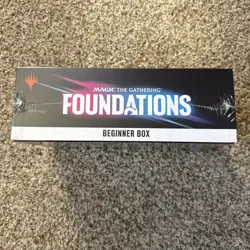 MAGIC THE GATHERING®
FOUNDATIONS
BEGINNER BOX